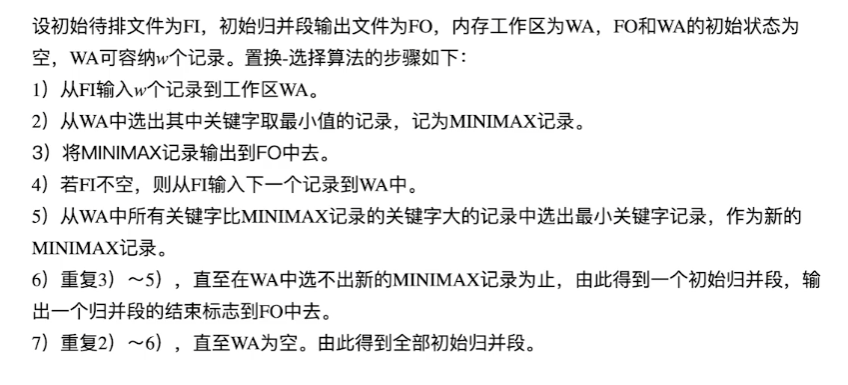 设初始待排文件为FI，初始归并段输出文件为FO，内存工作区为WA，FO和WA的初始状态为
空，WA可容纳w个记录。置换-选择算法的步骤如下：
1）从FI输入w个记录到工作区WA。
2）从WA中选出其中关键字取最小值的记录，记为MINIMAX记录。
3）将MINIMAX记录输出到FO中去。
4）若FI不空，则从FI输入下一个记录到WA中。
5）从WA中所有关键字比MINIMAX记录的关键字大的记录中选出最小关键字记录，作为新的
MINIMAX记录。
6）重复3）～5），直至在WA中选不出新的MINIMAX记录为止，由此得到一个初始归并段，输
出一个归并段的结束标志到FO中去。
7）重复2）～6），直至WA为空。由此得到全部初始归并段。